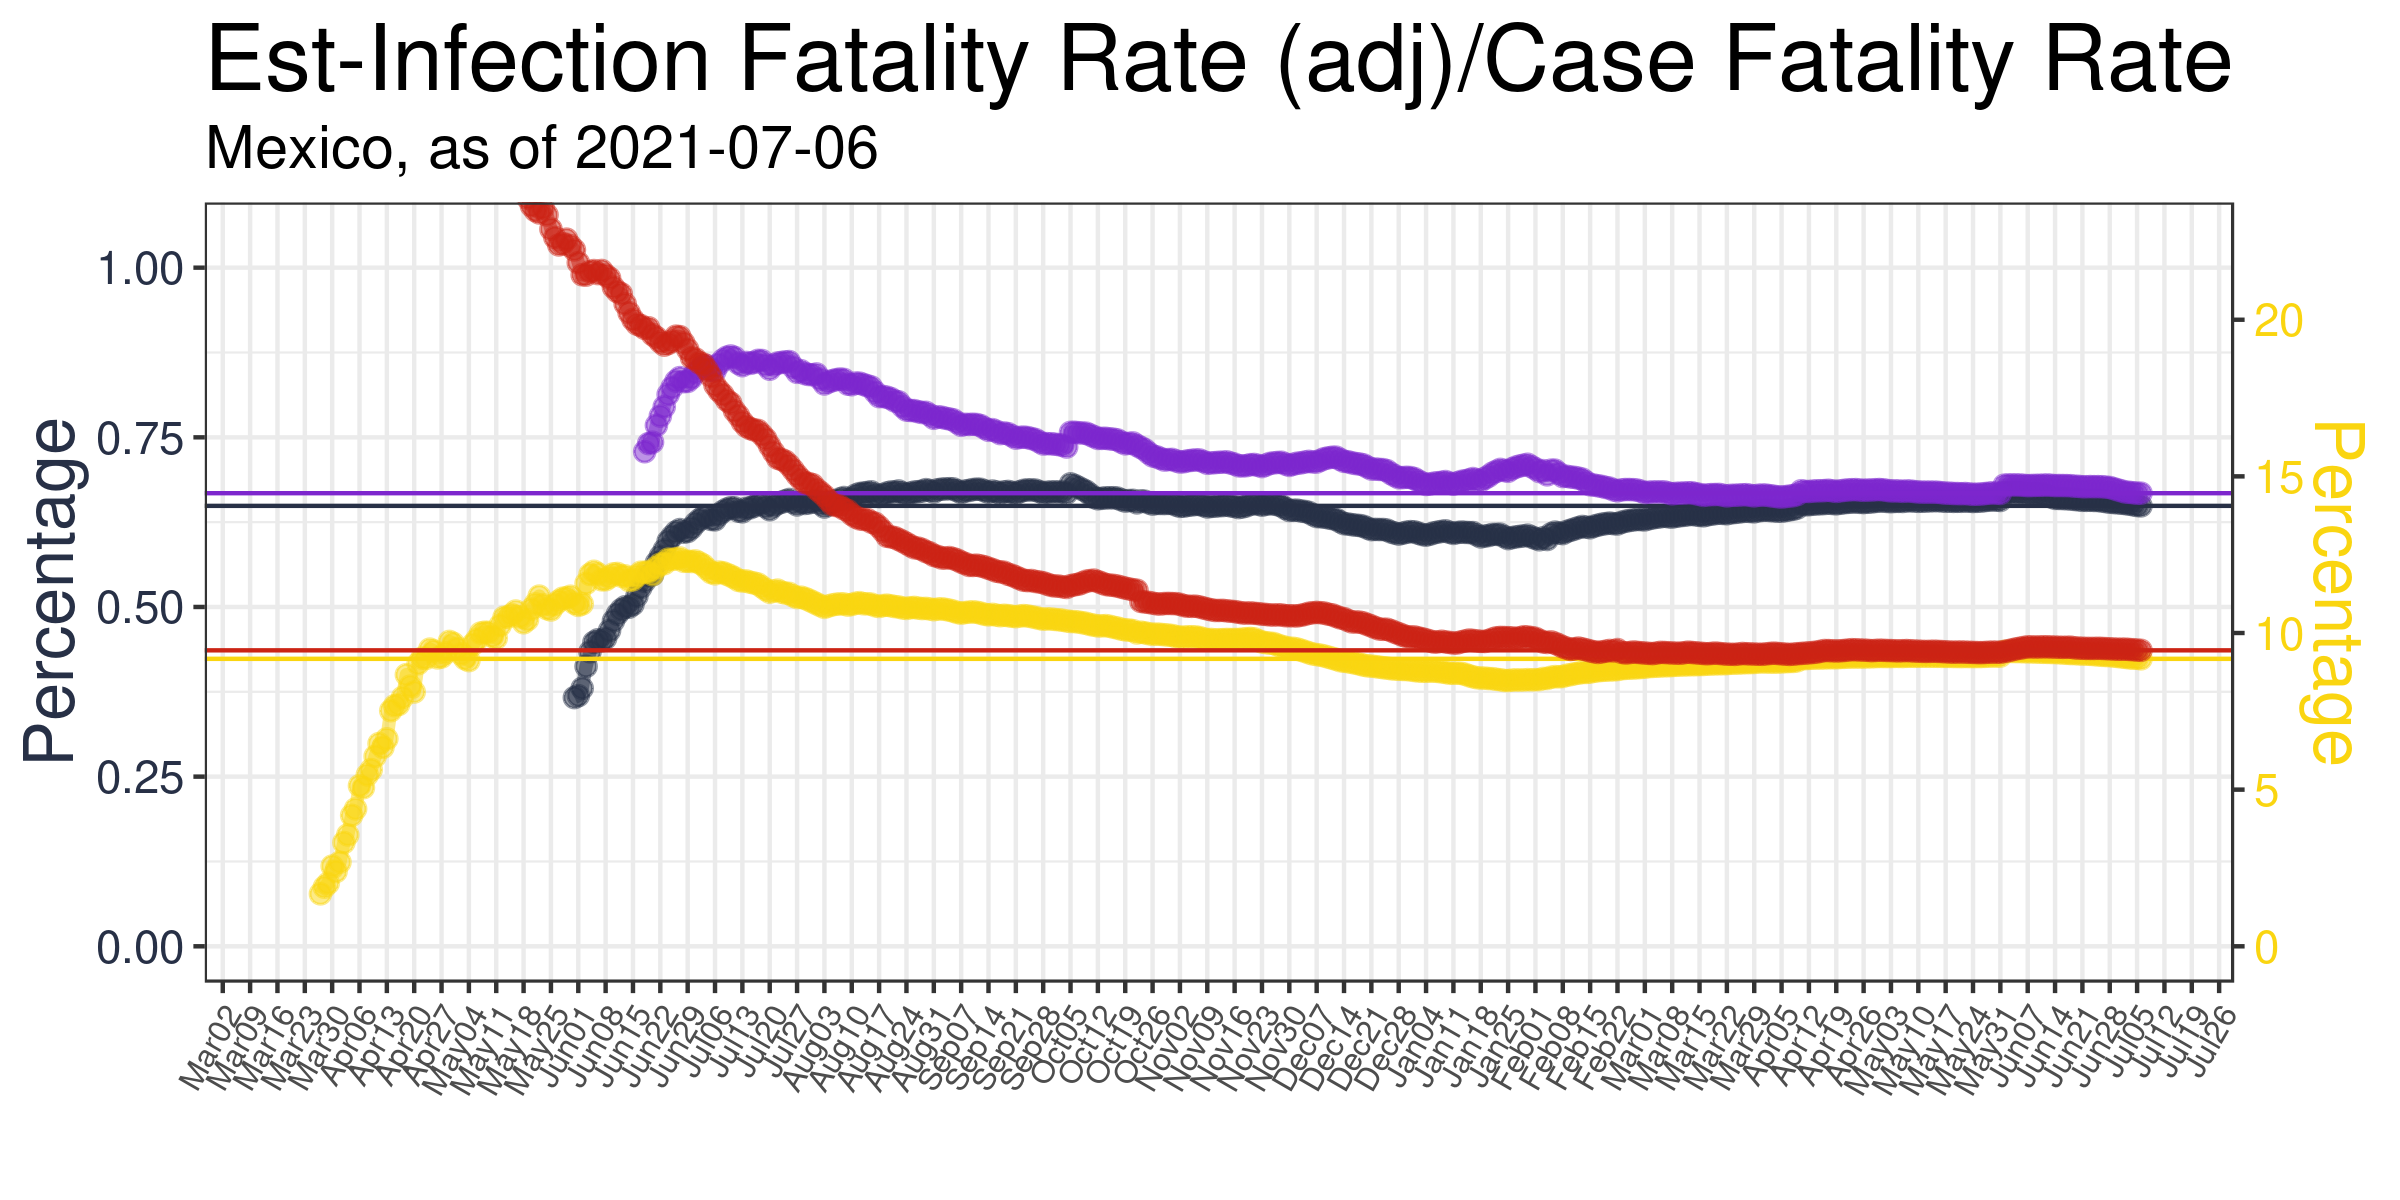 Est-Infection Fatality Rate (adj)/Case Fatality Rate
Mexico, as of 2021-07-06
Percentage
1.00
0.75
0.50
0.25
0.00
20
15
10
5
0
Percentage
Mar02
Mar09
Mar16
Mar23
Mar30
Apr06
Apr13
Apr20
Apr27
May04
May11
May18
May25
Jun01
Jun08
Jun15
Jun22
Jun29
Jul06
Jul13
Jul20
Jul27
Aug03
Aug10
Aug17
Aug24
Aug31
Sep07
Sep14
Sep21
Sep28
Oct05
Oct12
Oct19
Oct26
Nov02
Nov09
Nov16
Nov23
Nov30
Dec07
Dec14
Dec21
Dec28
Jan04
Jan11
Jan18
Jan25
Feb01
Feb08
Feb15
Feb22
Mar01
Mar08
Mar15
Mar22
Mar29
Apr05
Apr12
Apr19
Apr26
May03
May10
May17
May24
May31
Jun07
Jun14
Jun21
Jun28
Jul05
Jul12
Jul19
Jul26